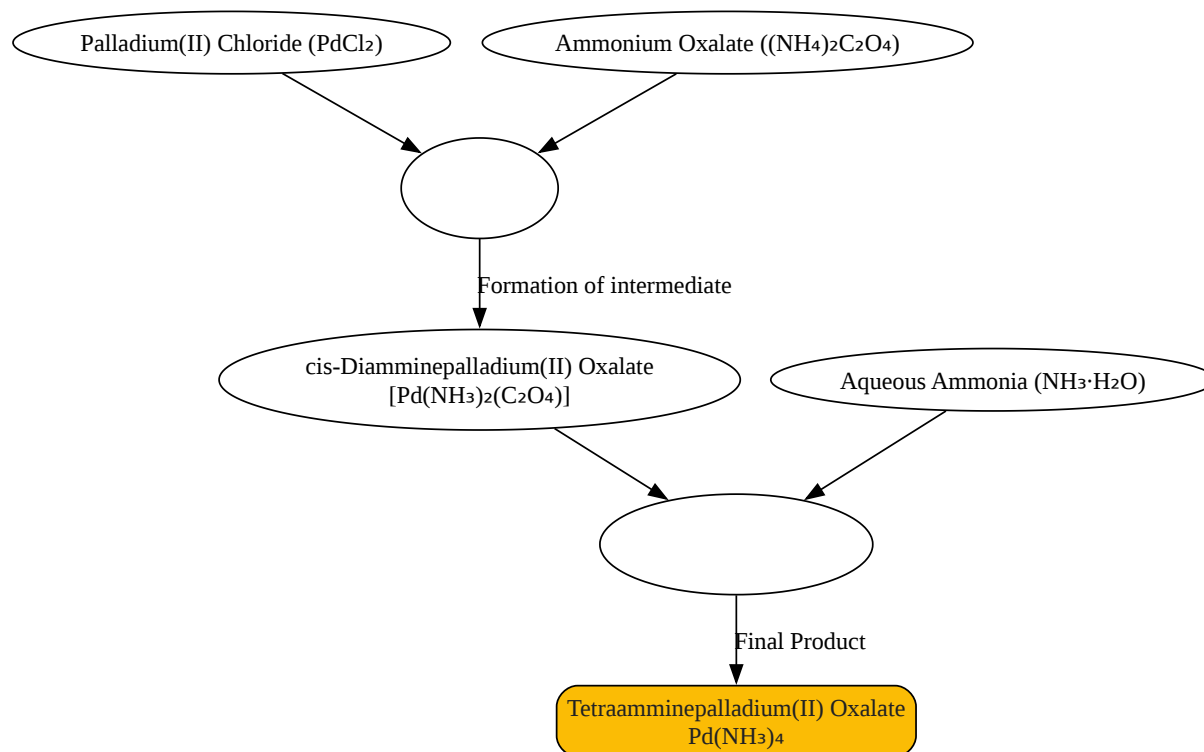 Palladium(II) Chloride (PdCl₂)
Ammonium Oxalate ((NH₄)₂C₂O₄)
Formation of intermediate
cis-Diamminepalladium(II) Oxalate
[Pd(NH₃)₂(C₂O₄)]
Aqueous Ammonia (NH₃·H₂O)
Final Product
Tetraamminepalladium(II) Oxalate
Pd(NH₃)₄